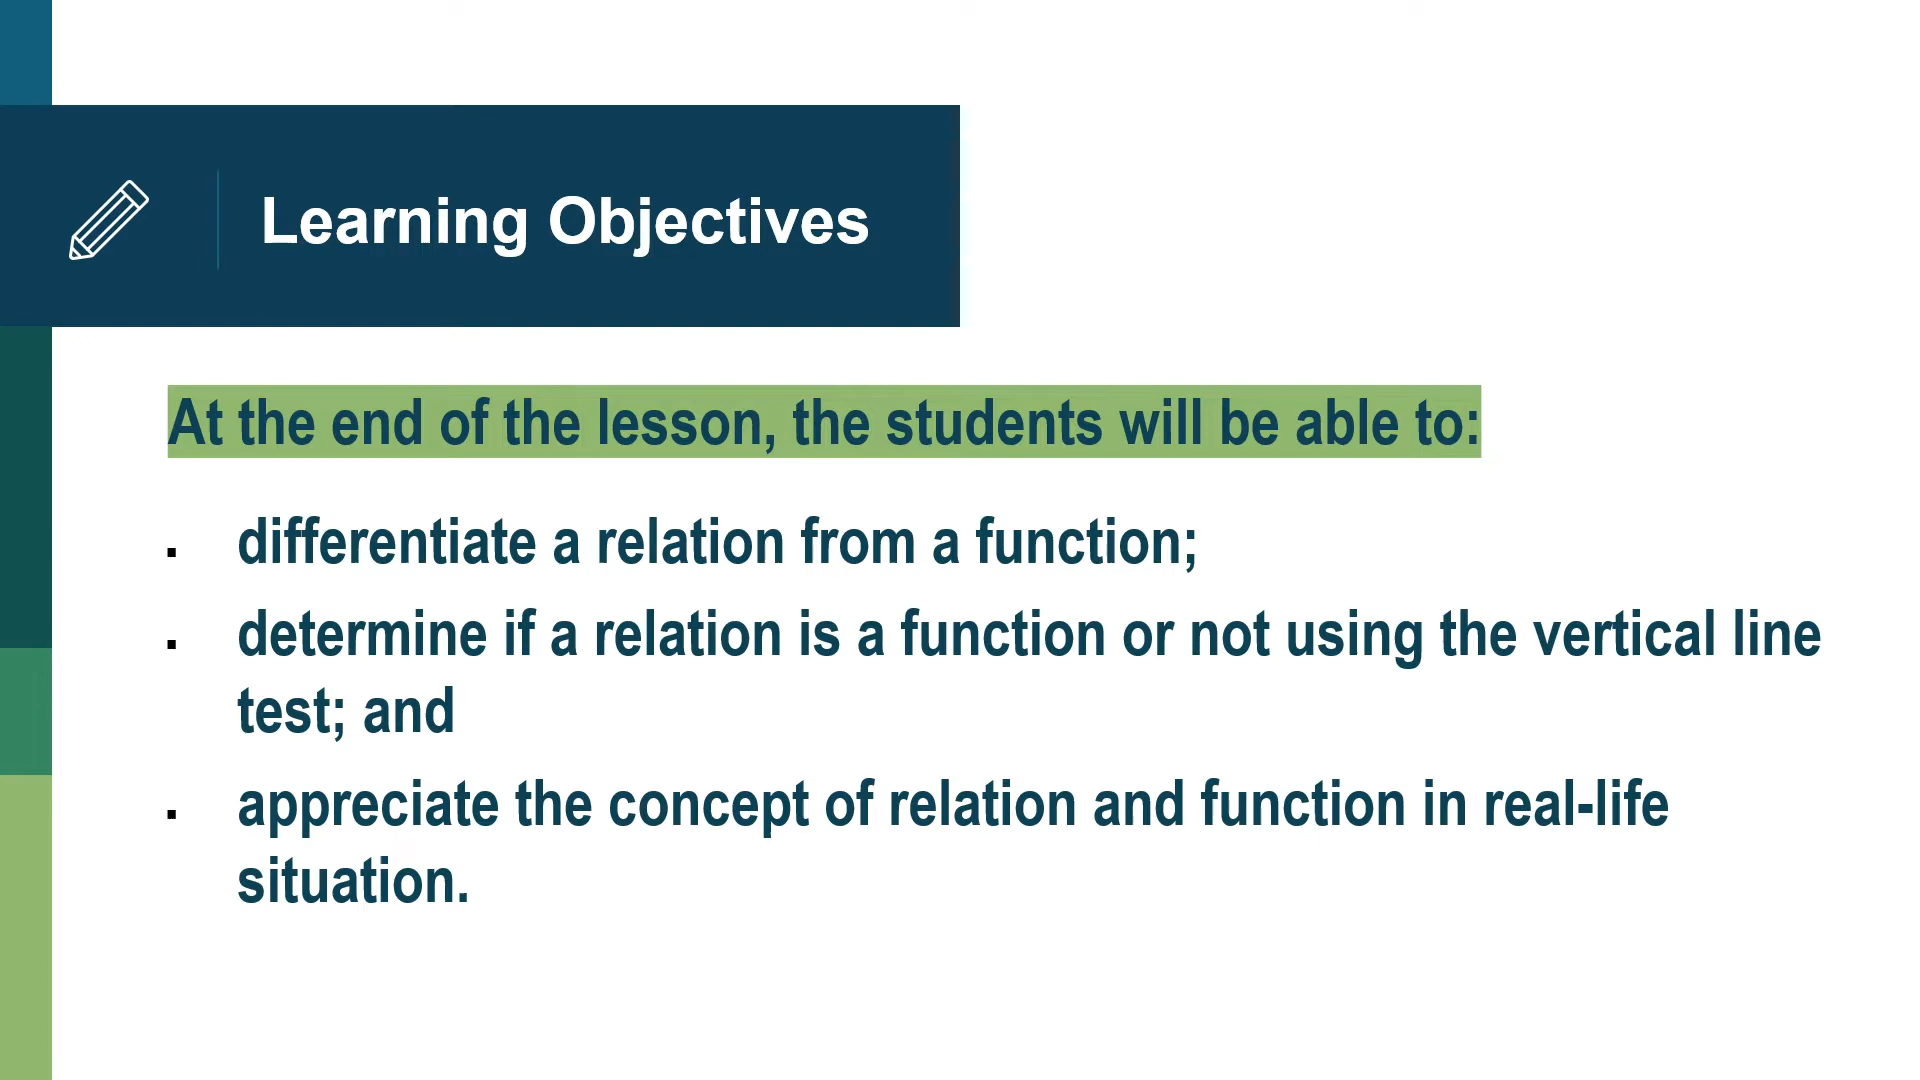 Learning Objectives
At the end of the lesson, the students will be able to:
▪ differentiate a relation from a function;
▪ determine if a relation is a function or not using the vertical line
test; and
▪ appreciate the concept of relation and function in real-life
situation.